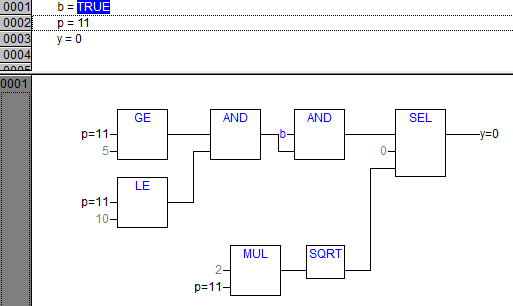 0001 b = TRUE
0002 p = 11
0003 y = 0
0004
0001
GE AND AND SEL
p=11 b y=0
5 0
LE
p=11
10
MUL SQRT
2
p=11